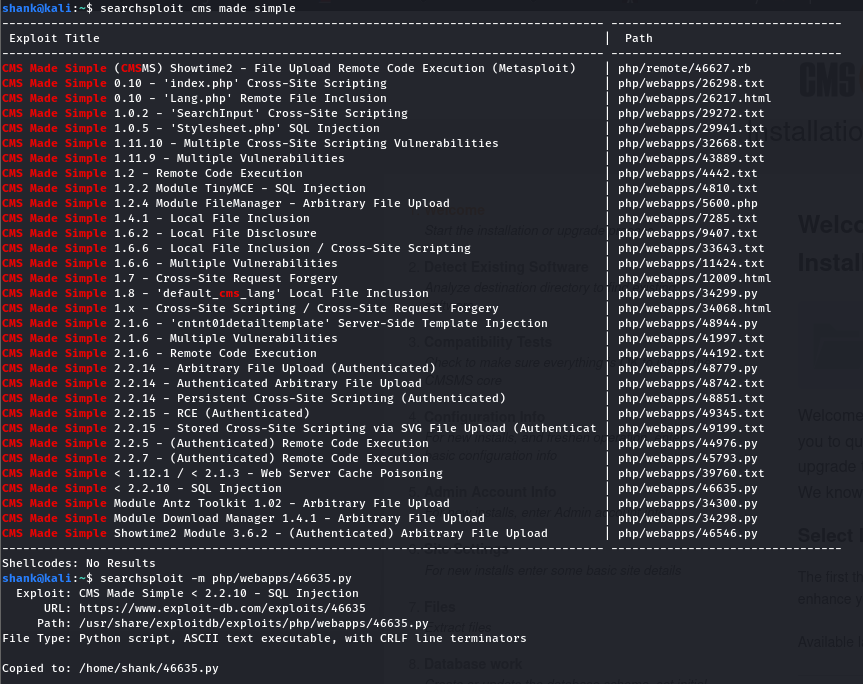 shank@kali:~$ searchsploit cms made simple
Exploit Title | Path
CMS Made Simple (CMSMS) Showtime2 - File Upload Remote Code Execution (Metasploit) | php/remote/46627.rb
CMS Made Simple 0.10 - 'index.php' Cross-Site Scripting | php/webapps/26298.txt
CMS Made Simple 0.10 - 'Lang.php' Remote File Inclusion | php/webapps/26217.html
CMS Made Simple 1.0.2 - 'SearchInput' Cross-Site Scripting | php/webapps/29272.txt
CMS Made Simple 1.0.5 - 'Stylesheet.php' SQL Injection | php/webapps/29941.txt
CMS Made Simple 1.11.10 - Multiple Cross-Site Scripting Vulnerabilities | php/webapps/32668.txt
CMS Made Simple 1.11.9 - Multiple Vulnerabilities | php/webapps/43889.txt
CMS Made Simple 1.2 - Remote Code Execution | php/webapps/4442.txt
CMS Made Simple 1.2.2 Module TinyMCE - SQL Injection | php/webapps/4810.txt
CMS Made Simple 1.2.4 Module FileManager - Arbitrary File Upload | php/webapps/5600.php
CMS Made Simple 1.4.1 - Local File Inclusion | php/webapps/7285.txt
CMS Made Simple 1.6.2 - Local File Disclosure | php/webapps/9407.txt
CMS Made Simple 1.6.6 - Local File Inclusion / Cross-Site Scripting | php/webapps/33643.txt
CMS Made Simple 1.6.6 - Multiple Vulnerabilities | php/webapps/11424.txt
CMS Made Simple 1.7 - Cross-Site Request Forgery | php/webapps/12009.html
CMS Made Simple 1.8 - 'default_cms_lang' Local File Inclusion | php/webapps/34299.py
CMS Made Simple 1.x - Cross-Site Scripting / Cross-Site Request Forgery | php/webapps/34068.html
CMS Made Simple 2.1.6 - 'cntnt01detailtemplate' Server-Side Template Injection | php/webapps/48944.py
CMS Made Simple 2.1.6 - Multiple Vulnerabilities | php/webapps/41997.txt
CMS Made Simple 2.1.6 - Remote Code Execution | php/webapps/44192.txt
CMS Made Simple 2.2.14 - Arbitrary File Upload (Authenticated) | php/webapps/48779.py
CMS Made Simple 2.2.14 - Authenticated Arbitrary File Upload | php/webapps/48742.txt
CMS Made Simple 2.2.14 - Persistent Cross-Site Scripting (Authenticated) | php/webapps/48851.txt
CMS Made Simple 2.2.15 - RCE (Authenticated) | php/webapps/49345.txt
CMS Made Simple 2.2.15 - Stored Cross-Site Scripting via SVG File Upload (Authenticat | php/webapps/49199.txt
CMS Made Simple 2.2.5 - (Authenticated) Remote Code Execution | php/webapps/44976.py
CMS Made Simple 2.2.7 - (Authenticated) Remote Code Execution | php/webapps/45793.py
CMS Made Simple < 1.12.1 / < 2.1.3 - Web Server Cache Poisoning | php/webapps/39760.txt
CMS Made Simple < 2.2.10 - SQL Injection | php/webapps/46635.py
CMS Made Simple Module Antz Toolkit 1.02 - Arbitrary File Upload | php/webapps/34300.py
CMS Made Simple Module Download Manager 1.4.1 - Arbitrary File Upload | php/webapps/34298.py
CMS Made Simple Showtime2 Module 3.6.2 - (Authenticated) Arbitrary File Upload | php/webapps/46546.py
Shellcodes: No Results
shank@kali:~$ searchsploit -m php/webapps/46635.py
Exploit: CMS Made Simple < 2.2.10 - SQL Injection
URL: https://www.exploit-db.com/exploits/46635
Path: /usr/share/exploitdb/exploits/php/webapps/46635.py
File Type: Python script, ASCII text executable, with CRLF line terminators
Copied to: /home/shank/46635.py